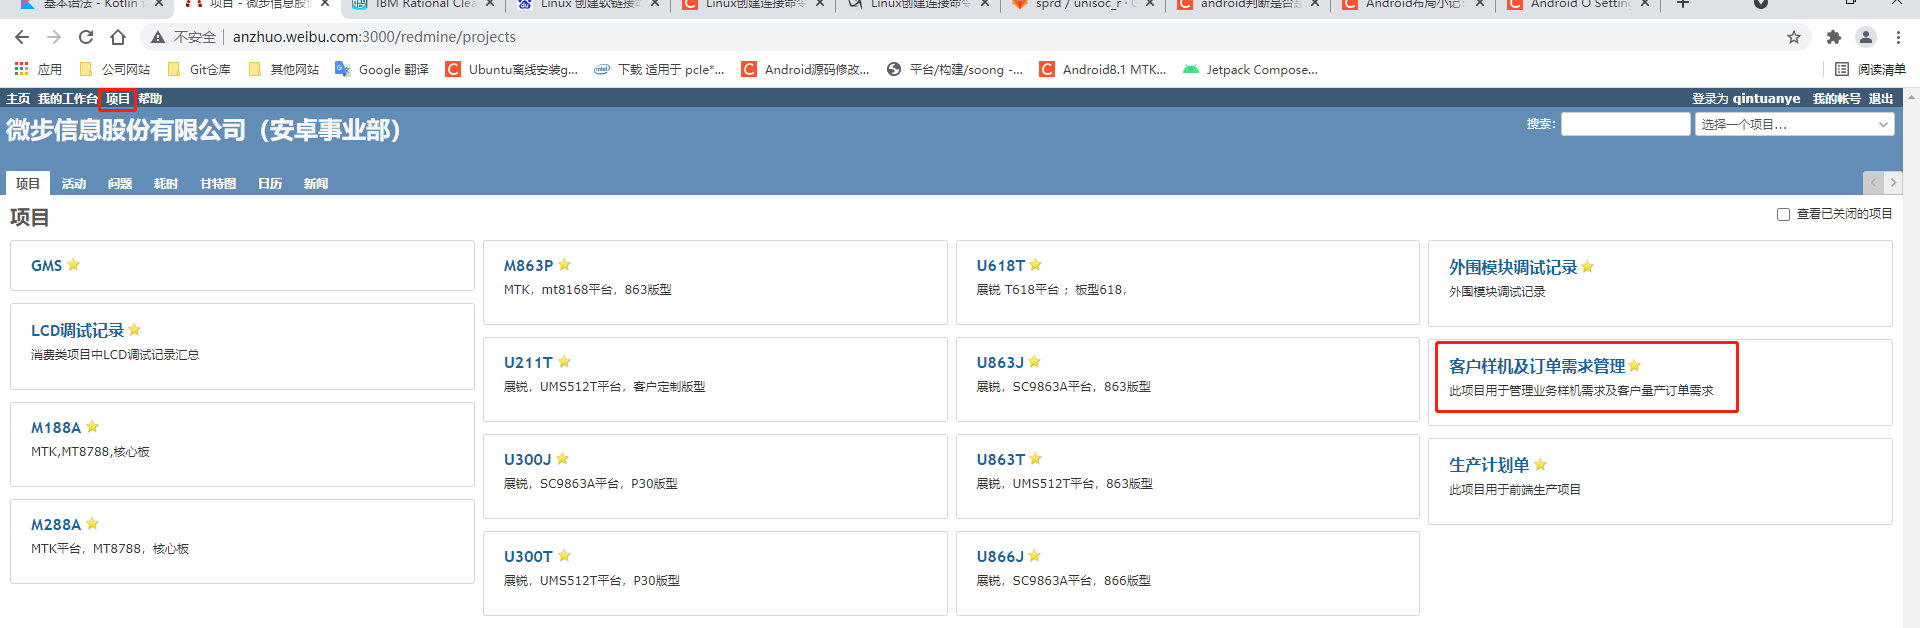 基本语法 - Kotlin
项目 - 微步信息股
IBM Rational Clea
Linux 创建软链接
Linux创建连接命令
Linux创建连接命令
sprd / unisoc_r ·
android判断是否
Android布局小记
Android O Settin
不安全 anzhuo.weibu.com:3000/redmine/projects
应用 公司网站 Git仓库 其他网站 Google 翻译 Ubuntu离线安装g... 下载 适用于 pcle*... Android源码修改... 平台/构建/soong -... Android8.1 MTK... Jetpack Compose... 阅读清单
主页 我的工作台 项目 帮助 登录为 qintuanye 我的帐号 退出
微步信息股份有限公司（安卓事业部）
搜索: 选择一个项目...
项目 活动 问题 耗时 甘特图 日历 新闻
项目
查看已关闭的项目
GMS
LCD调试记录
消费类项目中LCD调试记录汇总
M188A
MTK,MT8788,核心板
M288A
MTK平台，MT8788，核心板
M863P
MTK，mt8168平台，863版型
U211T
展锐，UMS512T平台，客户定制版型
U300J
展锐，SC9863A平台，P30版型
U300T
展锐，UMS512T平台，P30版型
U618T
展锐 T618平台； 板型618，
U863J
展锐，SC9863A平台，863版型
U863T
展锐，UMS512T平台，863版型
U866J
展锐，SC9863A平台，866版型
外围模块调试记录
外围模块调试记录
客户样机及订单需求管理
此项目用于管理业务样机需求及客户量产订单需求
生产计划单
此项目用于前端生产项目